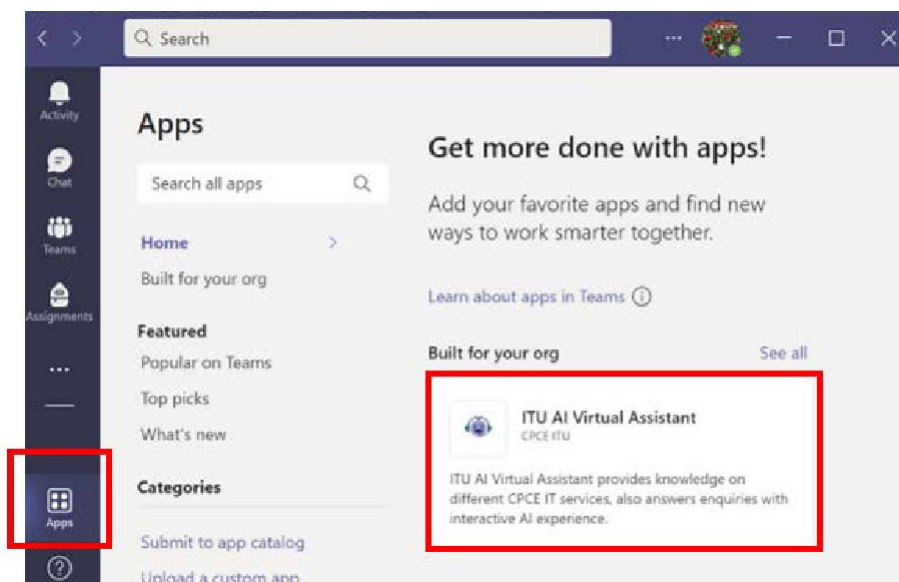 Search
Activity
Chat
Teams
Assignments
Apps
Apps
Search all apps
Home
Built for your org
Featured
Popular on Teams
Top picks
What's new
Categories
Submit to app catalog
Upload a custom app
Get more done with apps!
Add your favorite apps and find new
ways to work smarter together.
Learn about apps in Teams
Built for your org
See all
ITU AI Virtual Assistant
CPCE ITU
ITU AI Virtual Assistant provides knowledge on
different CPCE IT services, also answers enquiries with
interactive AI experience.